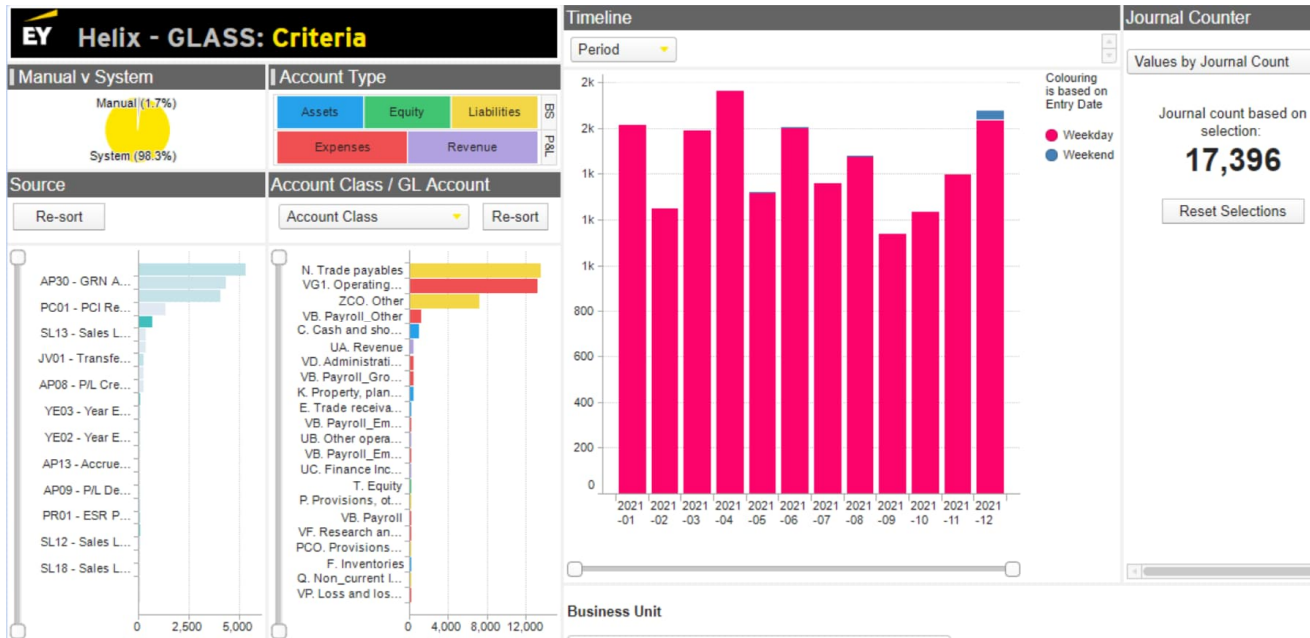 EY Helix - GLASS: Criteria
Manual v System
Manual (1.7%)
System (98.3%)
Account Type
Assets
Equity
Liabilities
BS
Expenses
Revenue
P&L
Source
Re-sort
AP30 - GRN A...
PC01 - PCI Re...
SL13 - Sales L...
JV01 - Transfe...
AP08 - P/L Cre...
YE03 - Year E...
YE02 - Year E...
AP13 - Accrue...
AP09 - P/L De...
PR01 - ESR P...
SL12 - Sales L...
SL18 - Sales L...
0 2,500 5,000
Account Class / GL Account
Account Class
Re-sort
N. Trade payables
VG1. Operating...
ZCO. Other
VB. Payroll_Other
C. Cash and sho...
UA. Revenue
VD. Administrati...
VB. Payroll_Gro...
K. Property, plan...
E. Trade receiva...
VB. Payroll_Em...
UB. Other opera...
VB. Payroll_Em...
UC. Finance Inc...
T. Equity
P. Provisions, ot...
VB. Payroll
VF. Research an...
PCO. Provisions...
F. Inventories
Q. Non_current l...
VP. Loss and los...
0 4,000 8,000 12,000
Timeline
Period
2k
2k
1k
1k
1k
800
600
400
200
0
2021 2021 2021 2021 2021 2021 2021 2021 2021 2021 2021 2021
-01 -02 -03 -04 -05 -06 -07 -08 -09 -10 -11 -12
Colouring
is based on
Entry Date
Weekday
Weekend
Business Unit
Journal Counter
Values by Journal Count
Journal count based on
selection:
17,396
Reset Selections